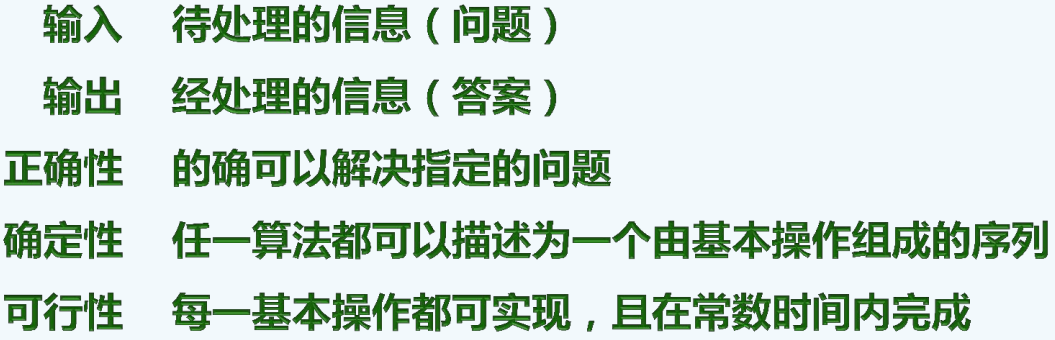 输入 待处理的信息（问题）
输出 经处理的信息（答案）
正确性 的确可以解决指定的问题
确定性 任一算法都可以描述为一个由基本操作组成的序列
可行性 每一基本操作都可实现，且在常数时间内完成